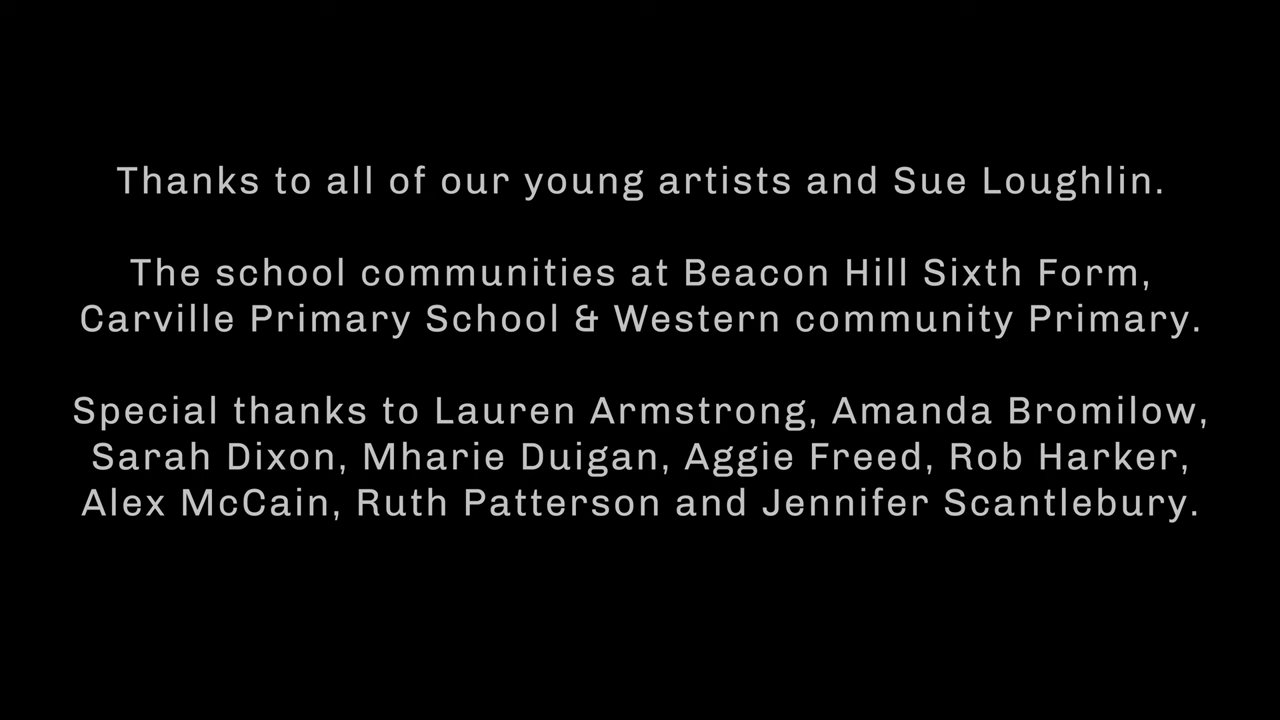 Thanks to all of our young artists and Sue Loughlin.
The school communities at Beacon Hill Sixth Form,
Carville Primary School & Western community Primary.
Special thanks to Lauren Armstrong, Amanda Bromilow,
Sarah Dixon, Mharie Duigan, Aggie Freed, Rob Harker,
Alex McCain, Ruth Patterson and Jennifer Scantlebury.